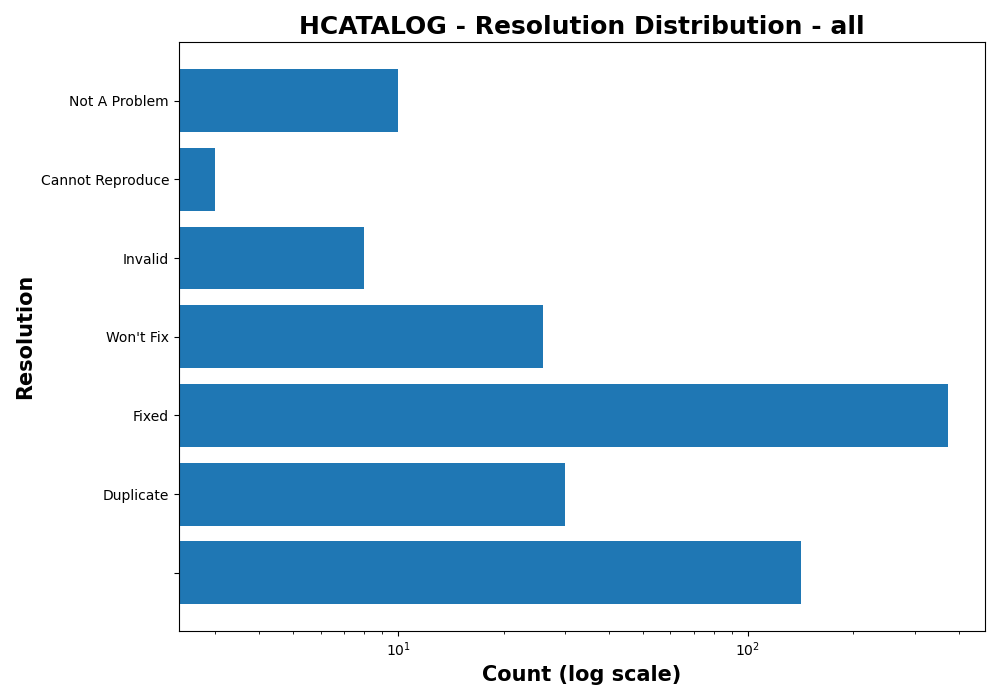 HCATALOG - Resolution Distribution - all
Not A Problem
Cannot Reproduce
Invalid
Won't Fix
Fixed
Duplicate
Resolution
10¹
10²
Count (log scale)